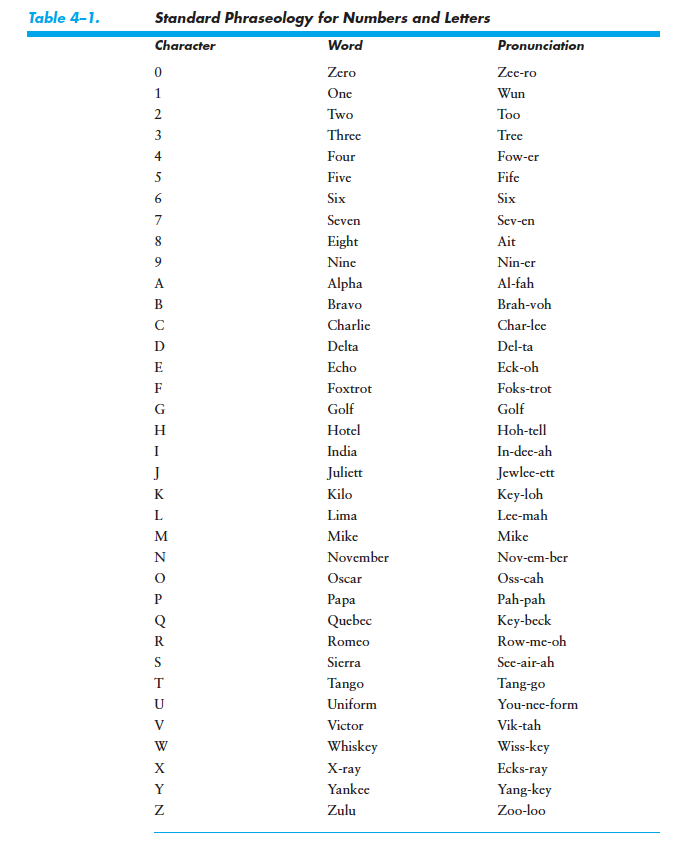 Table 4–1. Standard Phraseology for Numbers and Letters
Character Word Pronunciation
0 Zero Zee-ro
1 One Wun
2 Two Too
3 Three Tree
4 Four Fow-er
5 Five Fife
6 Six Six
7 Seven Sev-en
8 Eight Ait
9 Nine Nin-er
A Alpha Al-fah
B Bravo Brah-voh
C Charlie Char-lee
D Delta Del-ta
E Echo Eck-oh
F Foxtrot Foks-trot
G Golf Golf
H Hotel Hoh-tell
I India In-dee-ah
J Juliett Jewlee-ett
K Kilo Key-loh
L Lima Lee-mah
M Mike Mike
N November Nov-em-ber
O Oscar Oss-cah
P Papa Pah-pah
Q Quebec Key-beck
R Romeo Row-me-oh
S Sierra See-air-ah
T Tango Tang-go
U Uniform You-nee-form
V Victor Vik-tah
W Whiskey Wiss-key
X X-ray Ecks-ray
Y Yankee Yang-key
Z Zulu Zoo-loo